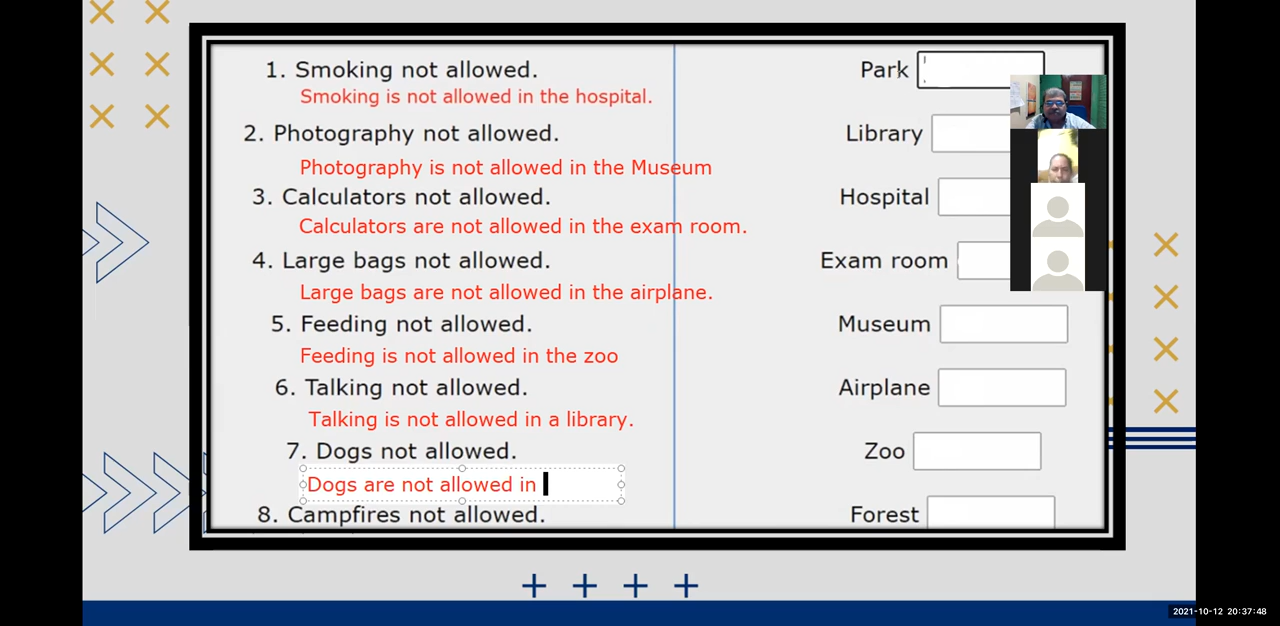 1. Smoking not allowed.
Smoking is not allowed in the hospital.
2. Photography not allowed.
Photography is not allowed in the Museum
3. Calculators not allowed.
Calculators are not allowed in the exam room.
4. Large bags not allowed.
Large bags are not allowed in the airplane.
5. Feeding not allowed.
Feeding is not allowed in the zoo
6. Talking not allowed.
Talking is not allowed in a library.
7. Dogs not allowed.
Dogs are not allowed in
8. Campfires not allowed.
Park
Library
Hospital
Exam room
Museum
Airplane
Zoo
Forest
2021-10-12 20:37:48